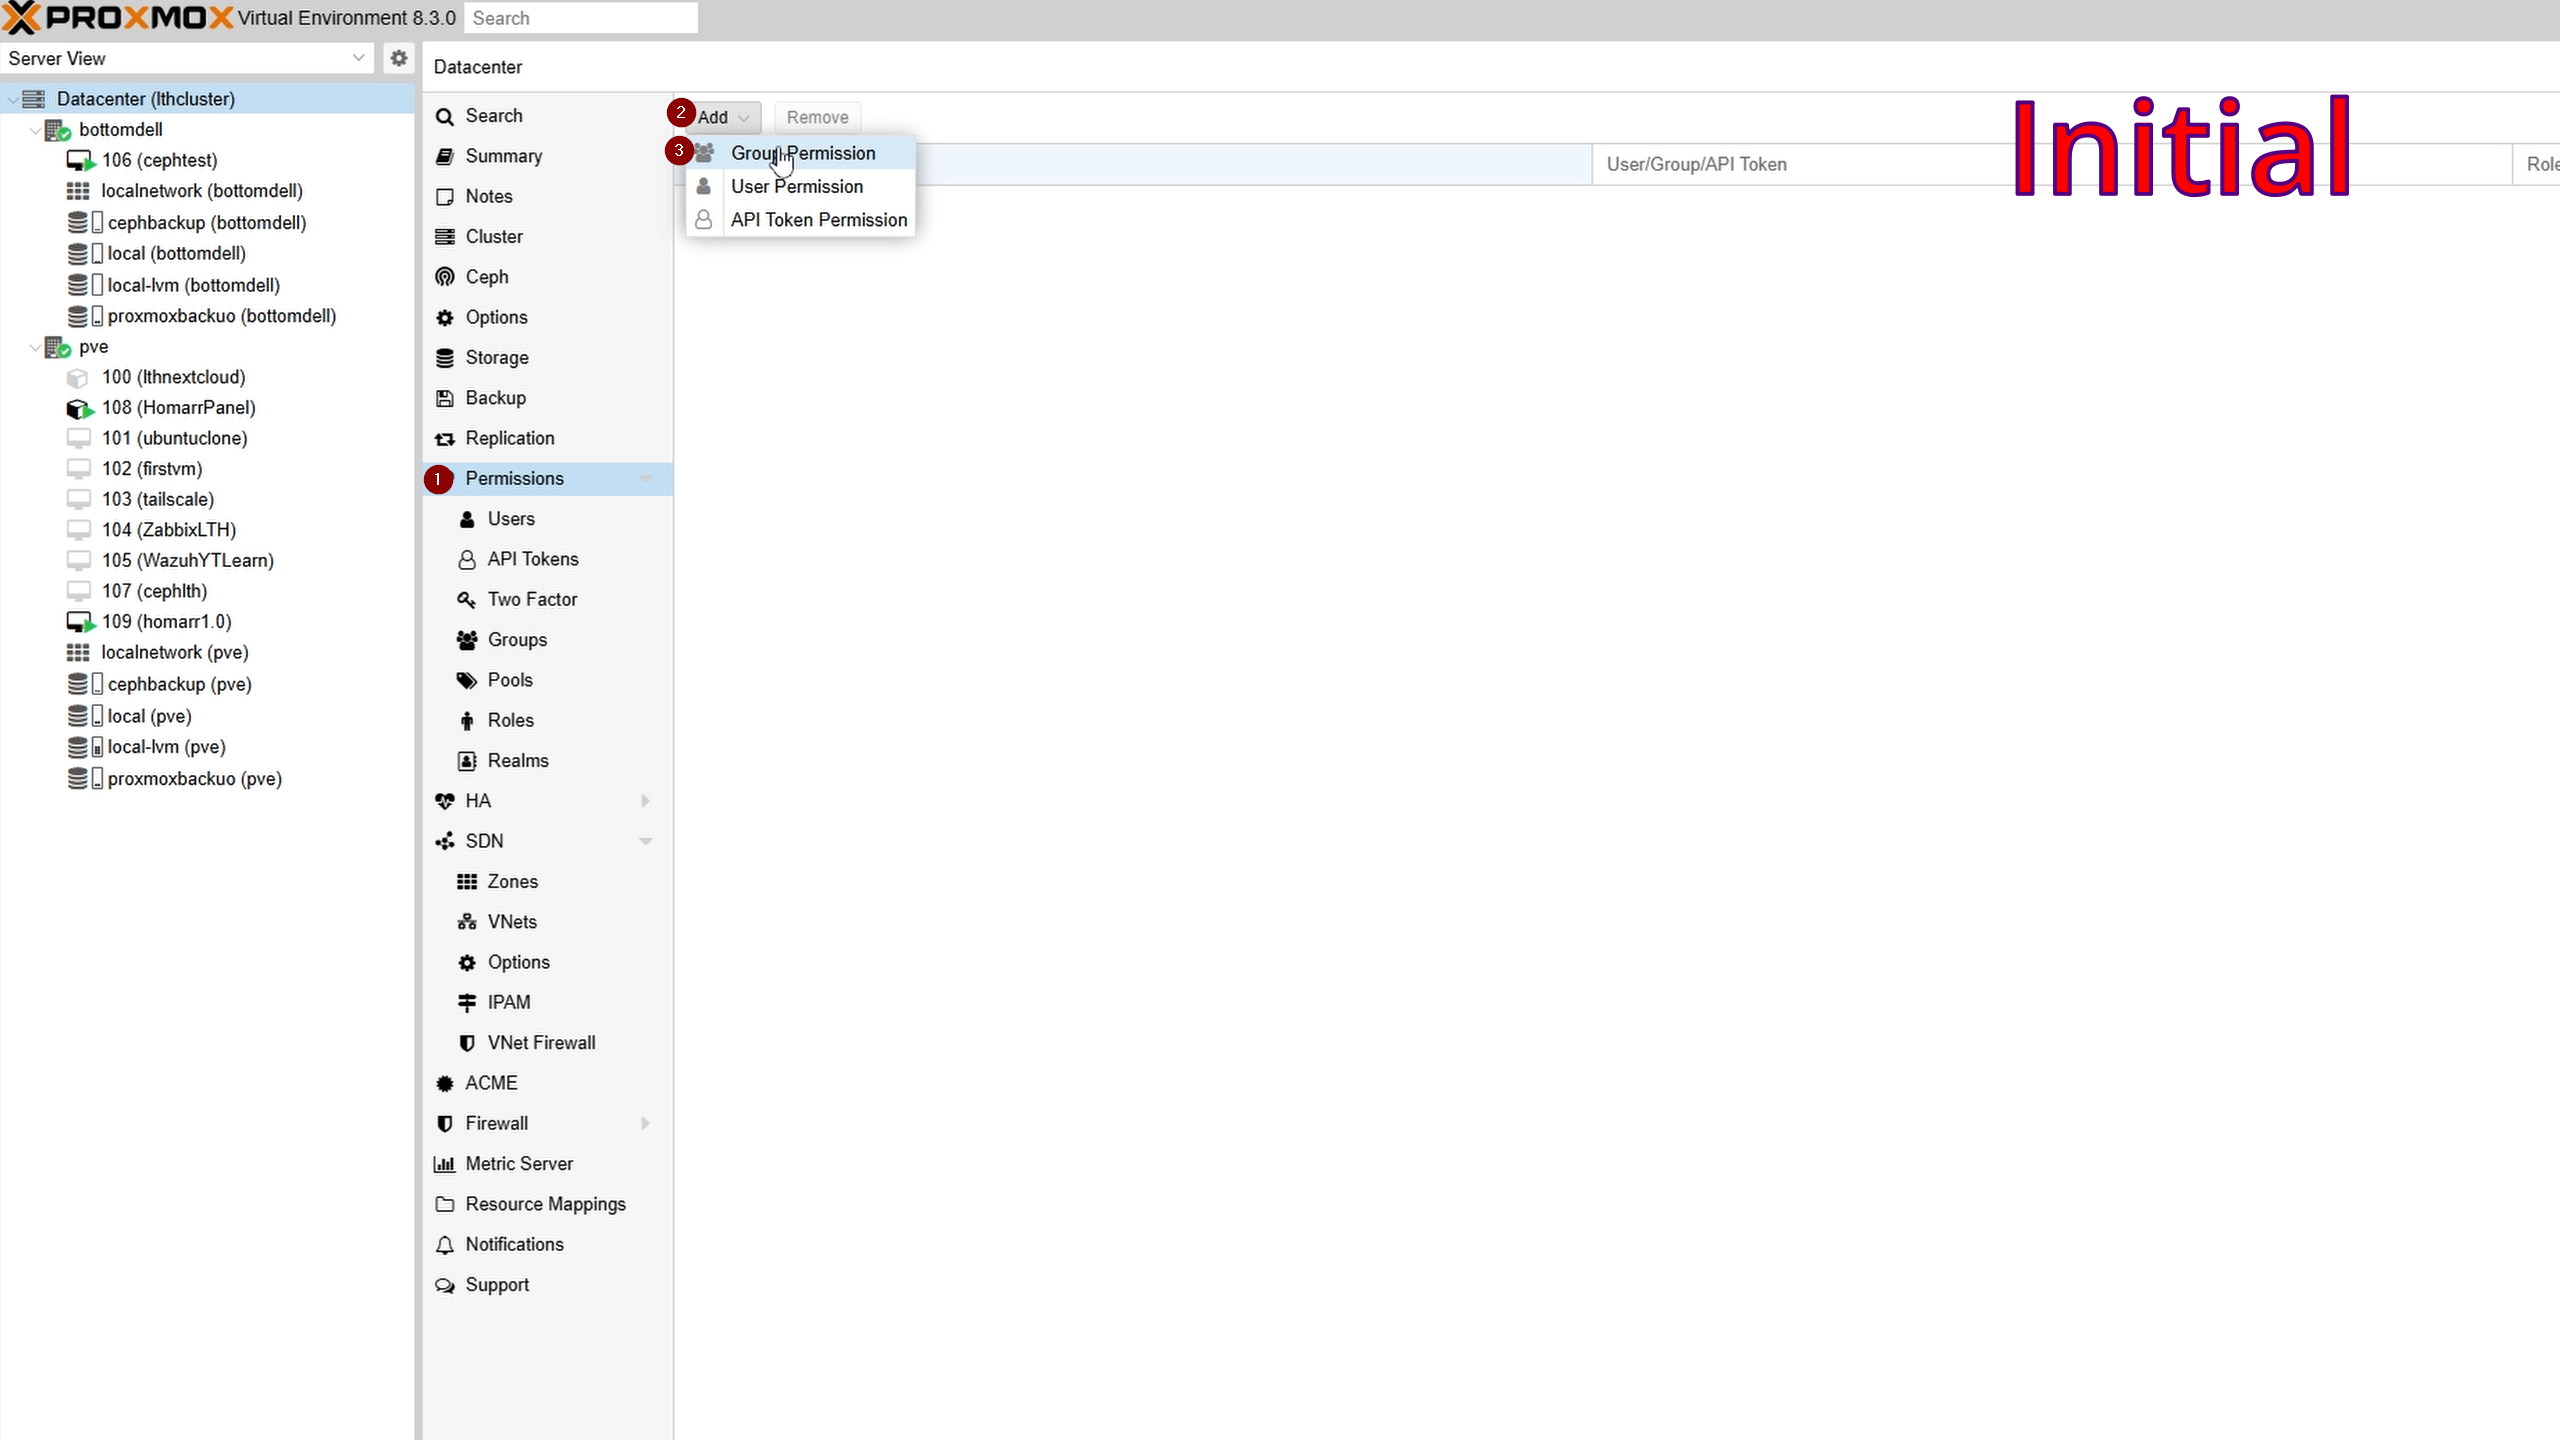 PROXMOX Virtual Environment 8.3.0 Search
Server View
Datacenter (lthcluster)
bottomdell
106 (cephtest)
localnetwork (bottomdell)
cephbackup (bottomdell)
local (bottomdell)
local-lvm (bottomdell)
proxmoxbackuo (bottomdell)
pve
100 (lthnextcloud)
108 (HomarrPanel)
101 (ubuntuclone)
102 (firstvm)
103 (tailscale)
104 (ZabbixLTH)
105 (WazuhYTLearn)
107 (cephlth)
109 (homarr1.0)
localnetwork (pve)
cephbackup (pve)
local (pve)
local-lvm (pve)
proxmoxbackuo (pve)
Datacenter
Search
Summary
Notes
Cluster
Ceph
Options
Storage
Backup
Replication
1 Permissions
Users
API Tokens
Two Factor
Groups
Pools
Roles
Realms
HA
SDN
Zones
VNets
Options
IPAM
VNet Firewall
ACME
Firewall
Metric Server
Resource Mappings
Notifications
Support
2 Add Remove
3 Group Permission
User Permission
API Token Permission
User/Group/API Token
Role
Initial